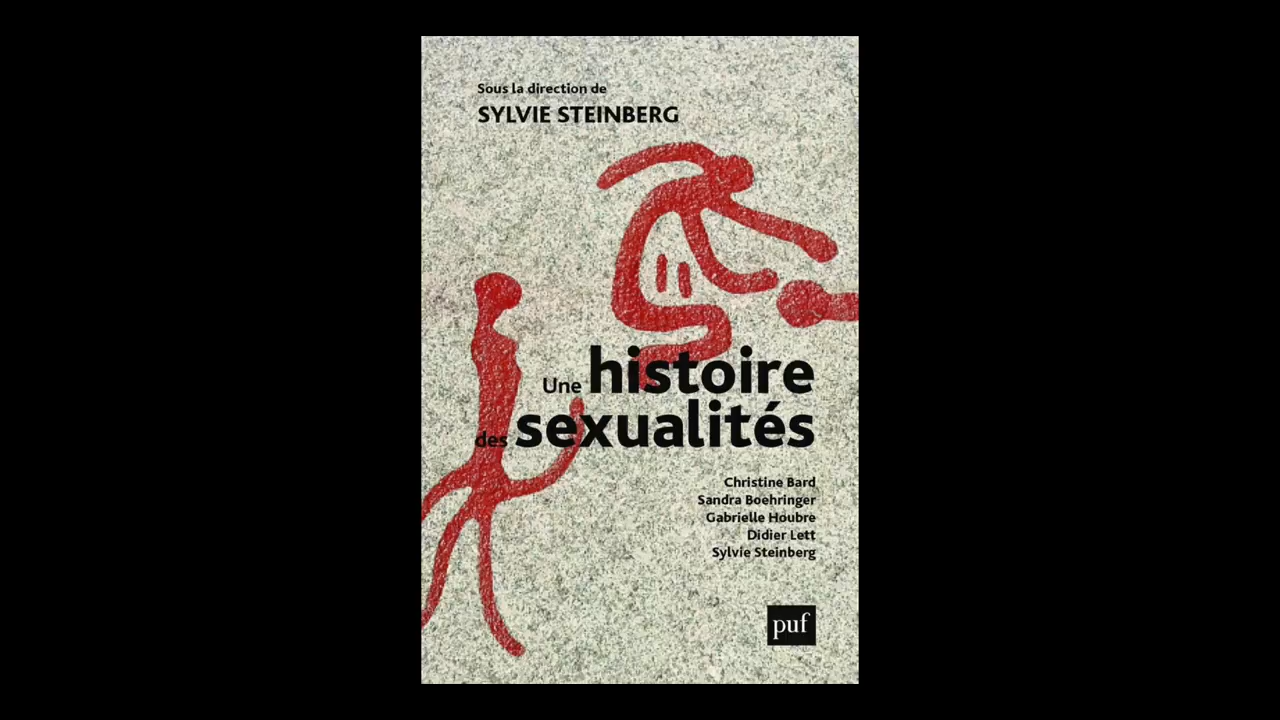 Sous la direction de
SYLVIE STEINBERG
Une histoire
des sexualités
Christine Bard
Sandra Boehringer
Gabrielle Houbre
Didier Lett
Sylvie Steinberg
puf